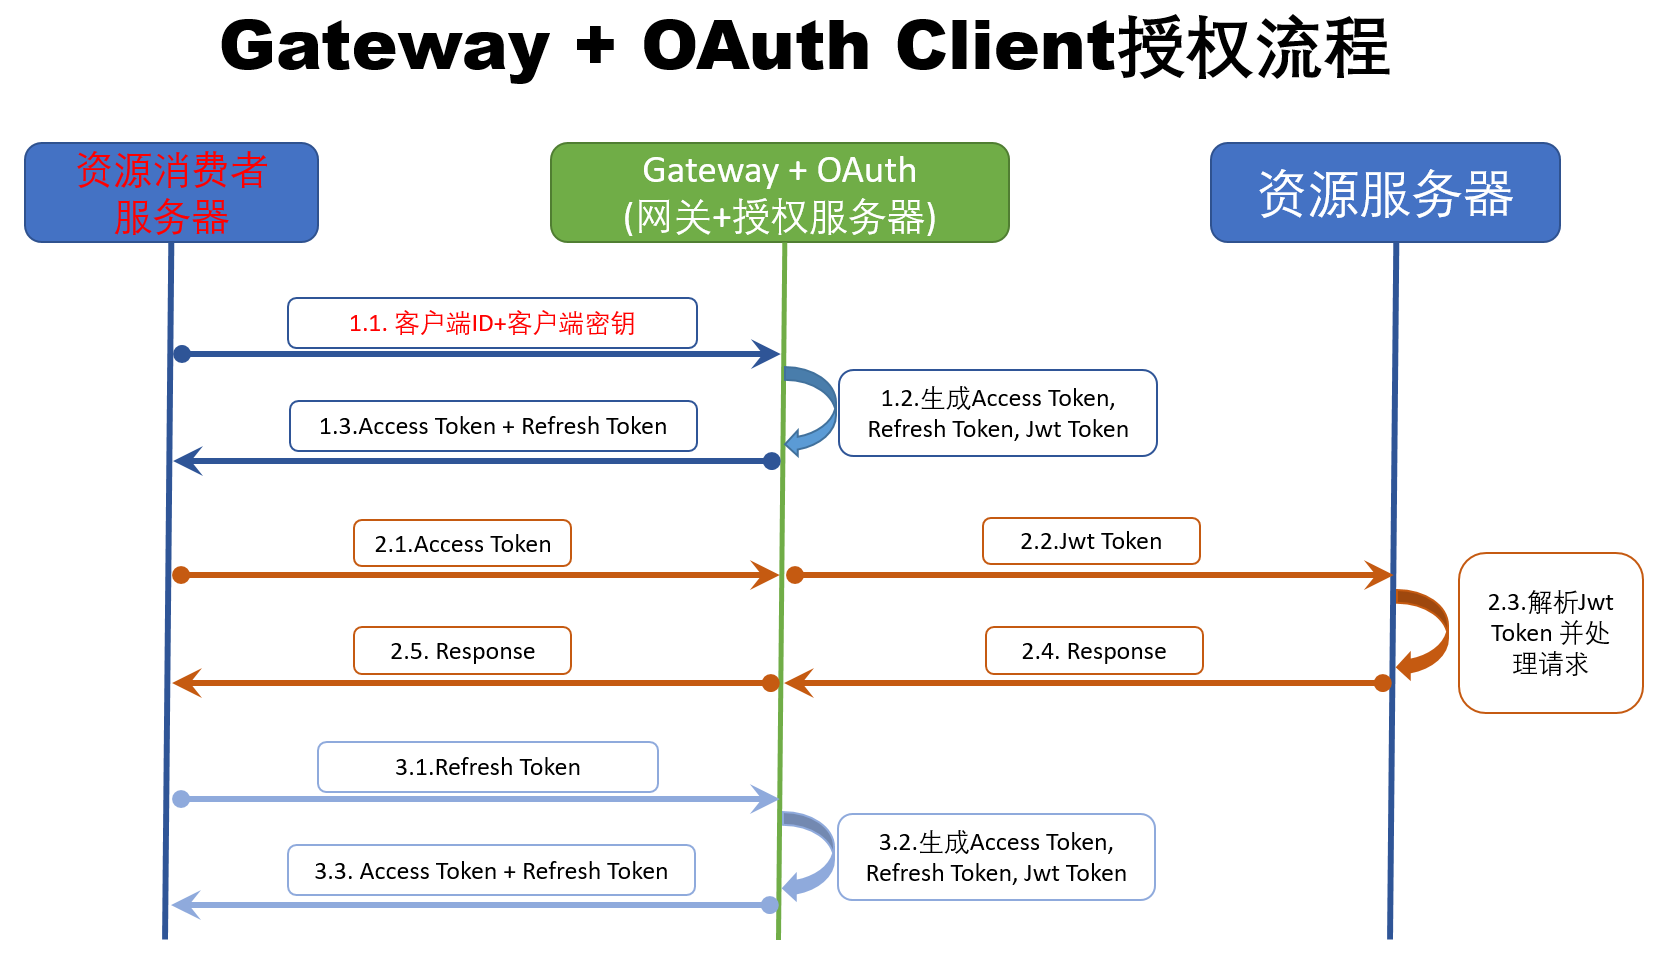 Gateway + OAuth Client授权流程
资源消费者
服务器
Gateway + OAuth
(网关+授权服务器)
资源服务器
1.1. 客户端ID+客户端密钥
1.2.生成Access Token,
Refresh Token, Jwt Token
1.3.Access Token + Refresh Token
2.1.Access Token
2.2.Jwt Token
2.3.解析Jwt
Token 并处
理请求
2.5. Response
2.4. Response
3.1.Refresh Token
3.2.生成Access Token,
Refresh Token, Jwt Token
3.3. Access Token + Refresh Token